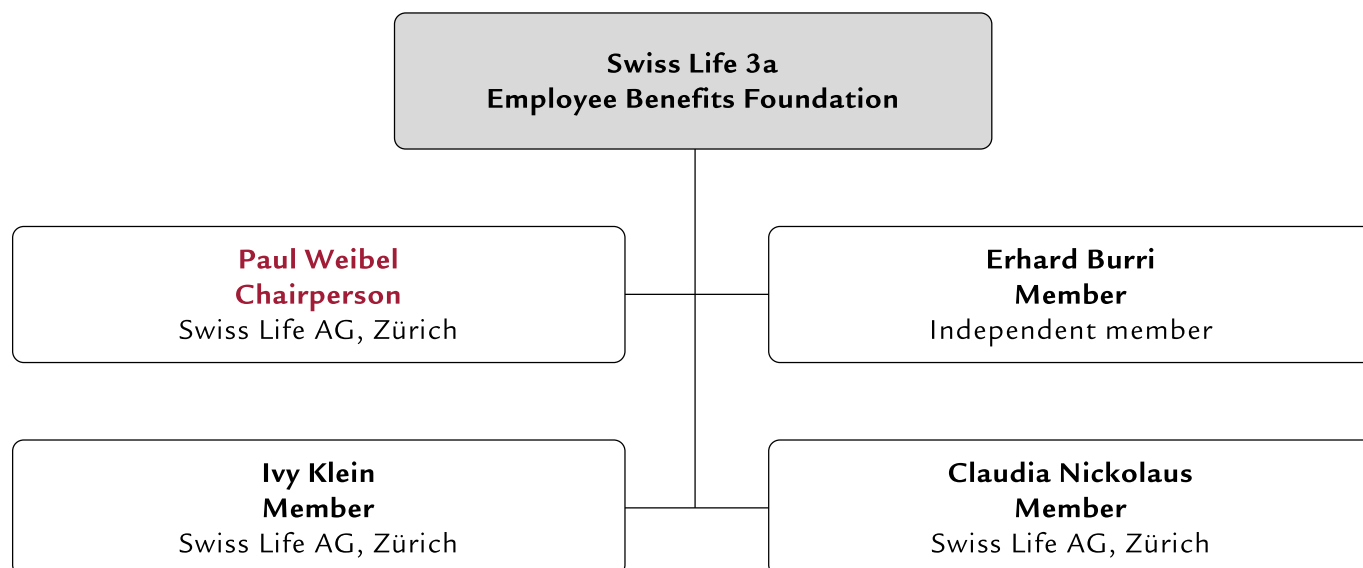 Swiss Life 3a
Employee Benefits Foundation
Paul Weibel
Chairperson
Swiss Life AG, Zürich
Erhard Burri
Member
Independent member
Ivy Klein
Member
Swiss Life AG, Zürich
Claudia Nickolaus
Member
Swiss Life AG, Zürich